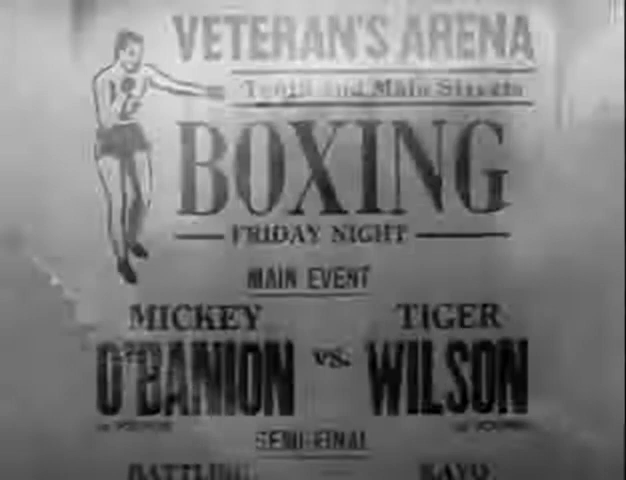 VETERAN'S ARENA
Tenth and Main Streets
BOXING
FRIDAY NIGHT
MAIN EVENT
MICKEY TIGER
O'BANION vs. WILSON
SEMI-FINAL
BATTLING KAYO